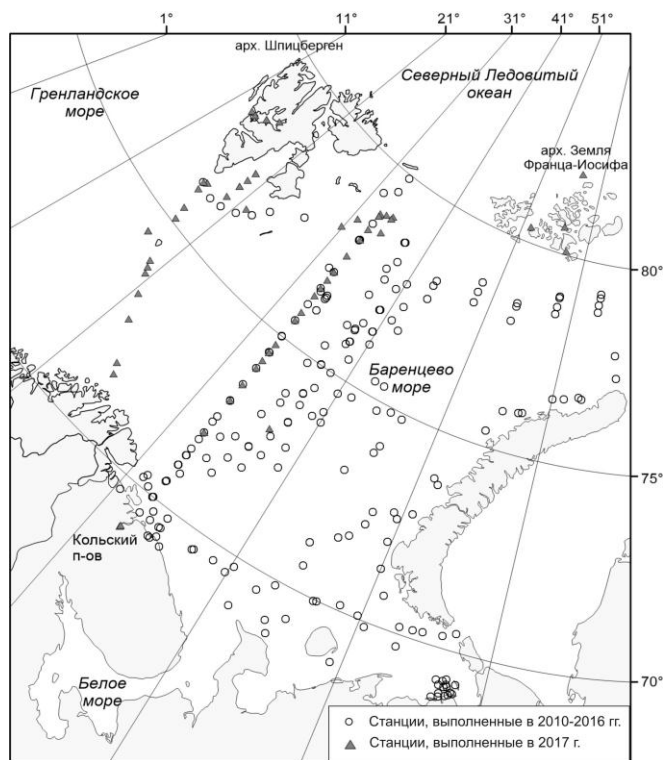 1° 11° 21° 31° 41° 51°
арх. Шпицберген
Гренландское
море
Северный Ледовитый
океан
арх. Земля
Франца-Иосифа
80°
Баренцево
море
75°
Кольский
п-ов
Белое
море
70°
Станции, выполненные в 2010-2016 гг.
Станции, выполненные в 2017 г.